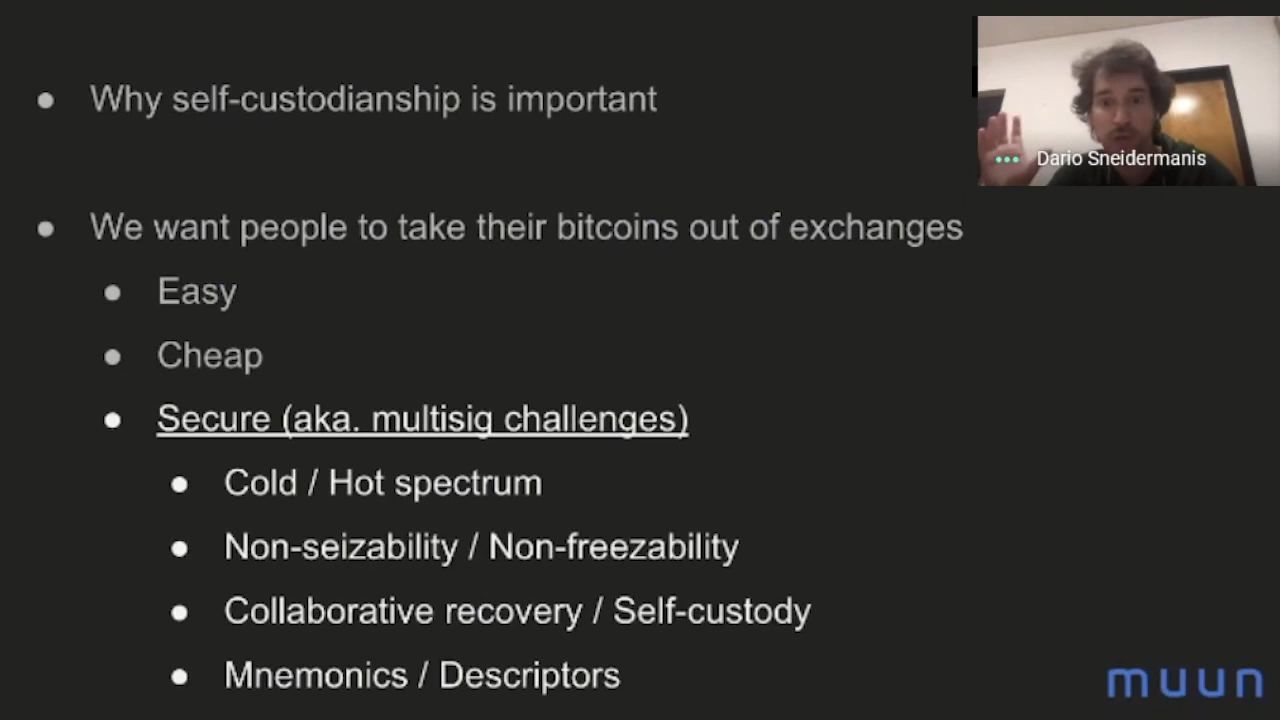 Why self-custodianship is important
Dario Sneidermanis
We want people to take their bitcoins out of exchanges
Easy
Cheap
Secure (aka. multisig challenges)
Cold / Hot spectrum
Non-seizability / Non-freezability
Collaborative recovery / Self-custody
Mnemonics / Descriptors
muun